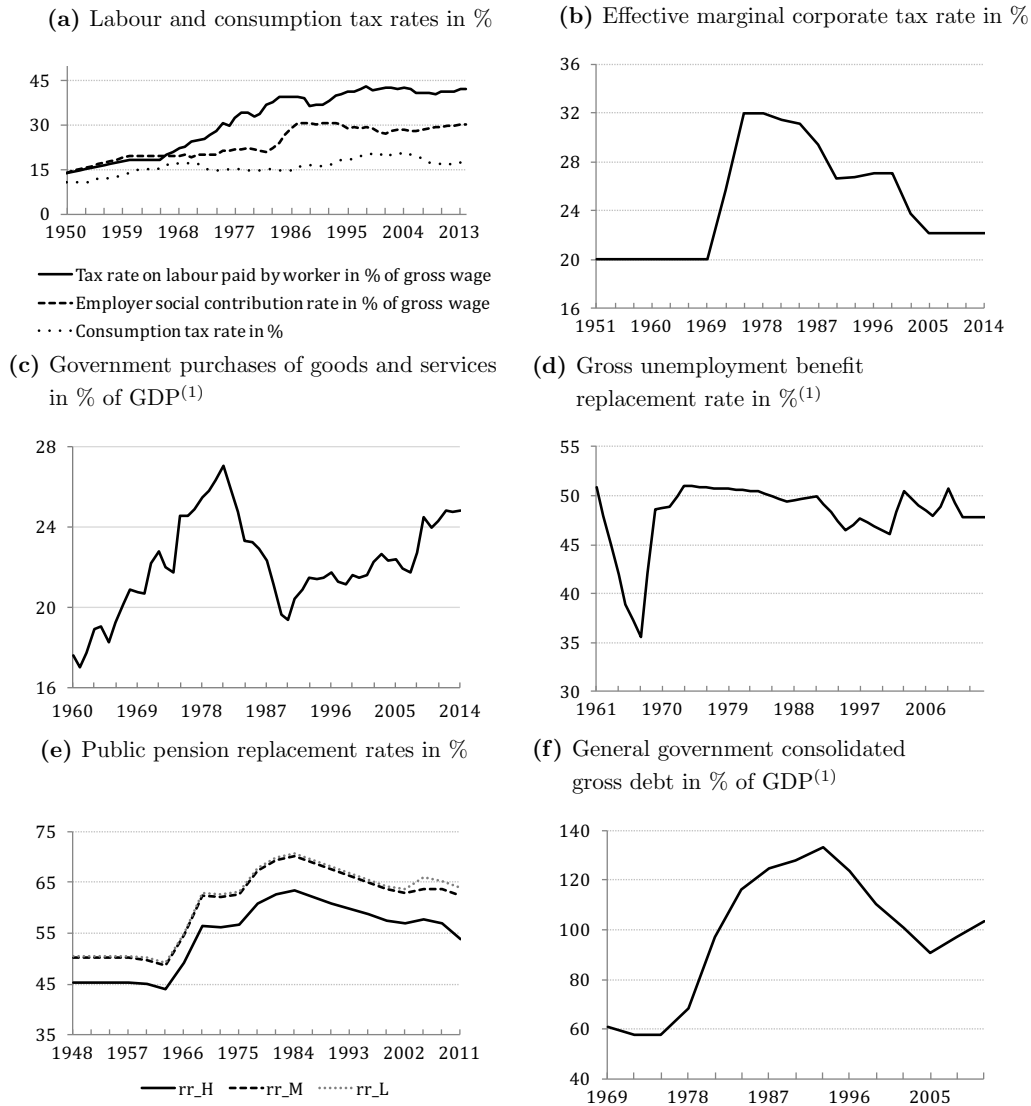 (a) Labour and consumption tax rates in %
45
30
15
0
1950 1959 1968 1977 1986 1995 2004 2013
Tax rate on labour paid by worker in % of gross wage
Employer social contribution rate in % of gross wage
Consumption tax rate in %
(b) Effective marginal corporate tax rate in %
36
32
28
24
20
16
1951 1960 1969 1978 1987 1996 2005 2014
(c) Government purchases of goods and services
in % of GDP(1)
28
24
20
16
1960 1969 1978 1987 1996 2005 2014
(d) Gross unemployment benefit
replacement rate in %(1)
55
50
45
40
35
30
1961 1970 1979 1988 1997 2006
(e) Public pension replacement rates in %
75
65
55
45
35
1948 1957 1966 1975 1984 1993 2002 2011
rr_H rr_M rr_L
(f) General government consolidated
gross debt in % of GDP(1)
140
120
100
80
60
40
1969 1978 1987 1996 2005